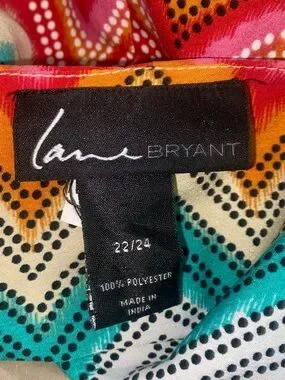 Lane BRYANT
22/24
100% POLYESTER
MADE IN
INDIA